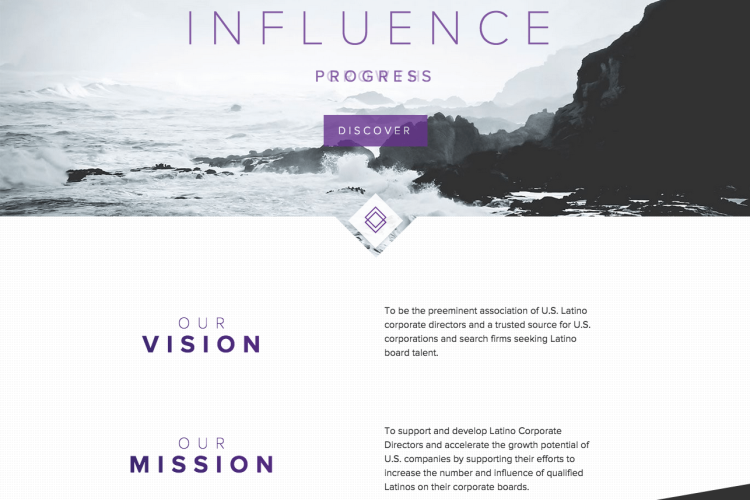 INFLUENCE
PROGRESS
DISCOVER
OUR
VISION
To be the preeminent association of U.S. Latino
corporate directors and a trusted source for U.S.
corporations and search firms seeking Latino
board talent.
OUR
MISSION
To support and develop Latino Corporate
Directors and accelerate the growth potential of
U.S. companies by supporting their efforts to
increase the number and influence of qualified
Latinos on their corporate boards.